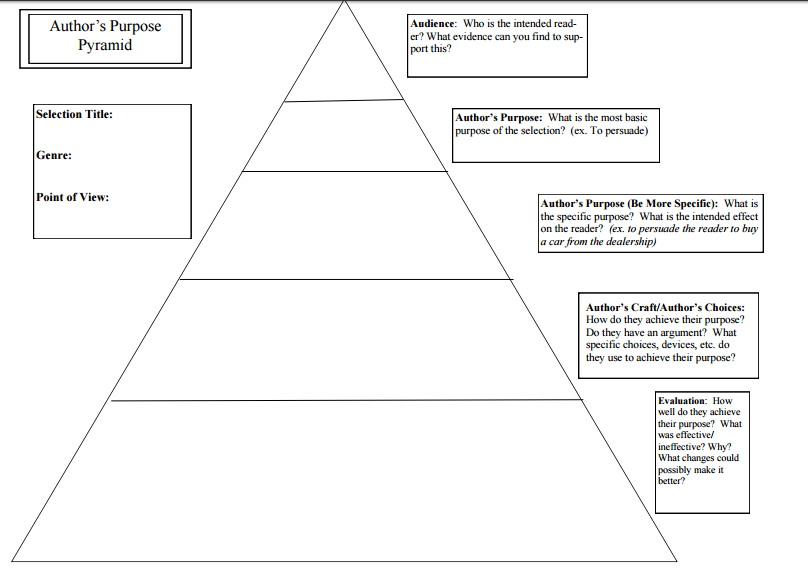 Author's Purpose
Pyramid
Audience:  Who is the intended read-
er? What evidence can you find to sup-
port this?
Selection Title:
Genre:
Point of View:
Author's Purpose:  What is the most basic
purpose of the selection?  (ex. To persuade)
Author's Purpose (Be More Specific):  What is
the specific purpose?  What is the intended effect
on the reader?  (ex. to persuade the reader to buy
a car from the dealership)
Author's Craft/Author's Choices:
How do they achieve their purpose?
Do they have an argument?  What
specific choices, devices, etc. do
they use to achieve their purpose?
Evaluation:  How
well do they achieve
their purpose?  What
was effective/
ineffective? Why?
What changes could
possibly make it
better?